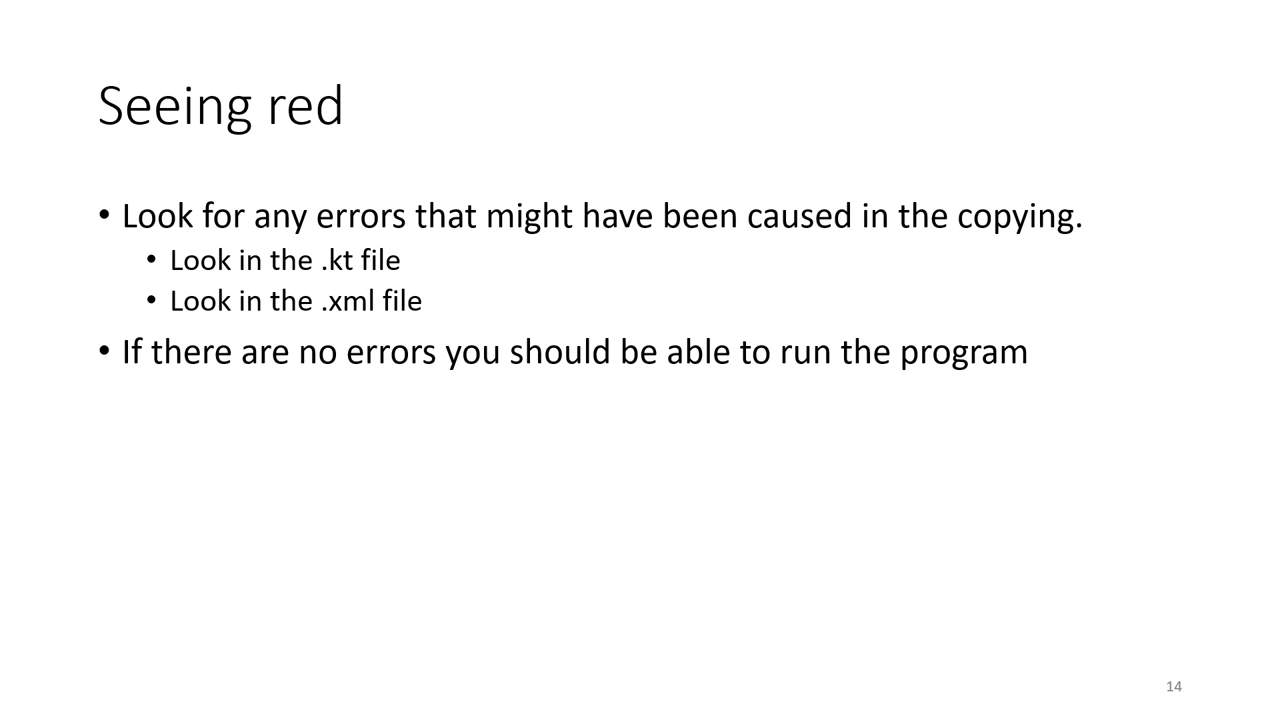 Seeing red
• Look for any errors that might have been caused in the copying.
• Look in the .kt file
• Look in the .xml file
• If there are no errors you should be able to run the program
14